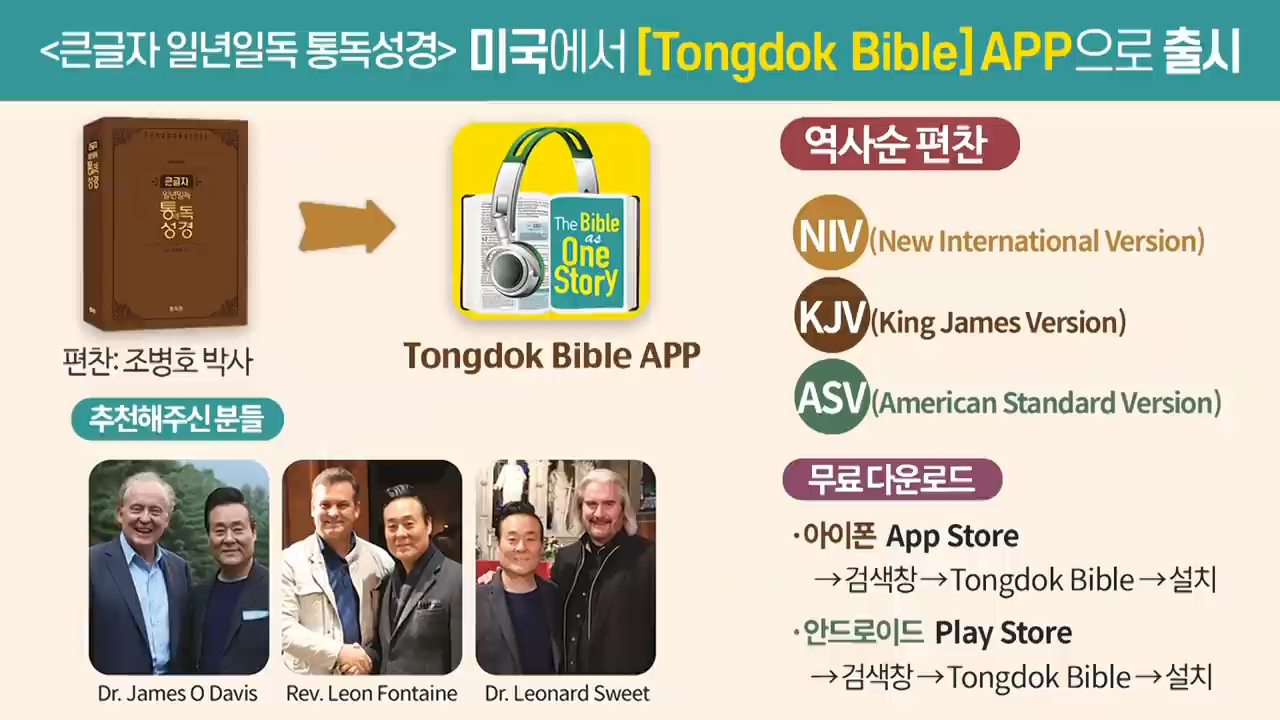 <큰글자 일년일독 통독성경> 미국에서 [Tongdok Bible] APP으로 출시
큰글자
일년일독
통독
성경
편찬: 조병호 박사
The Bible
as
One
Story
Tongdok Bible APP
추천해주신 분들
Dr. James O Davis
Rev. Leon Fontaine
Dr. Leonard Sweet
역사순 편찬
NIV(New International Version)
KJV(King James Version)
ASV(American Standard Version)
무료 다운로드
·아이폰 App Store
→검색창→Tongdok Bible→설치
·안드로이드 Play Store
→검색창→Tongdok Bible→설치